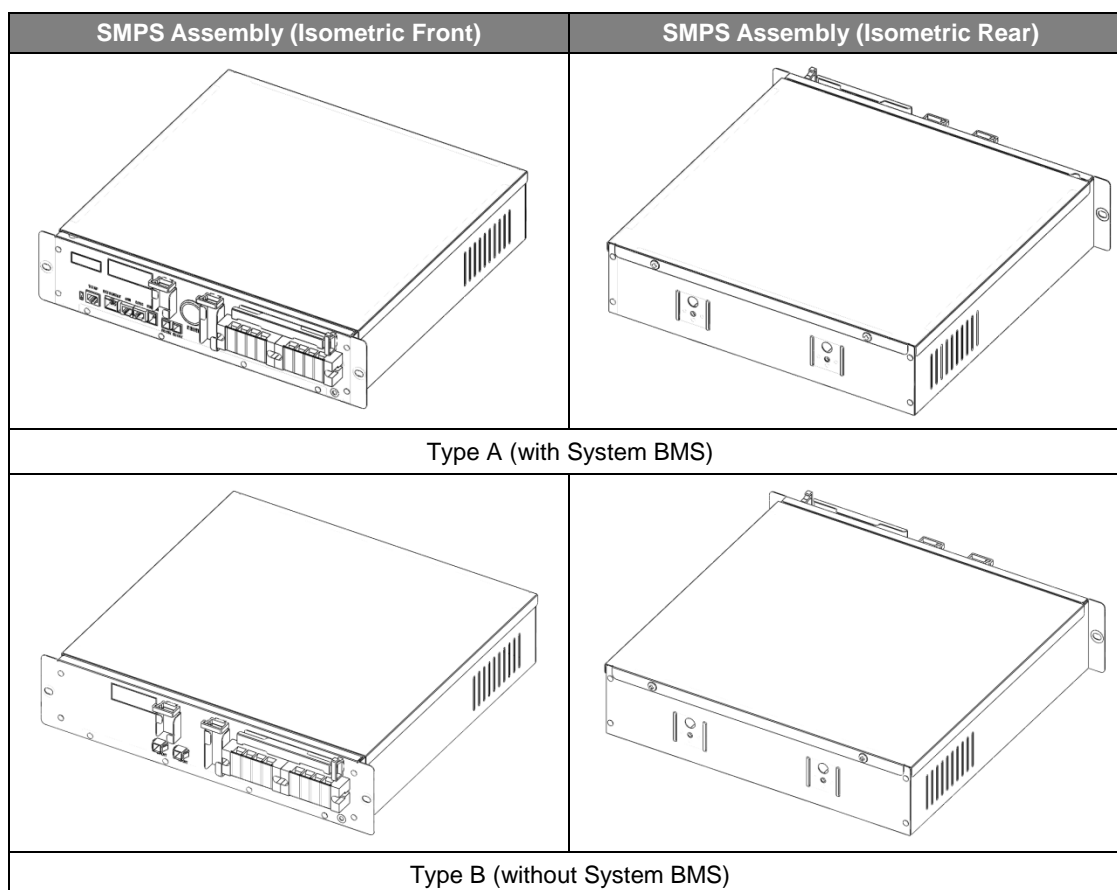 SMPS Assembly (Isometric Front)
SMPS Assembly (Isometric Rear)
Type A (with System BMS)
Type B (without System BMS)